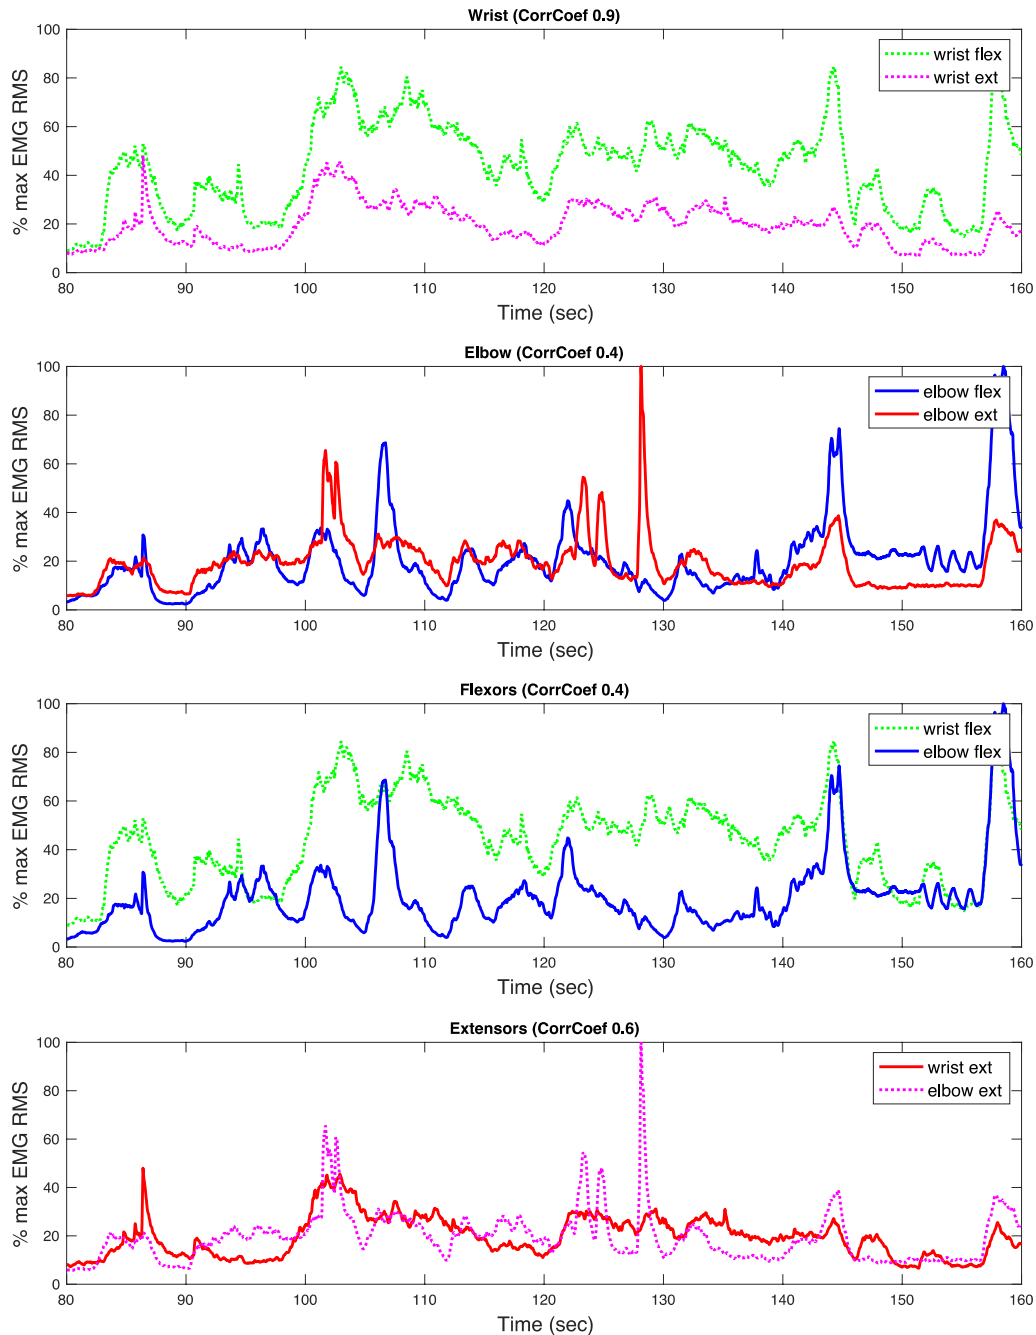 Wrist (CorrCoef 0.9)
100
80
60
40
20
0
% max EMG RMS
wrist flex
wrist ext
80 90 100 110 120 130 140 150 160
Time (sec)
Elbow (CorrCoef 0.4)
100
80
60
40
20
0
% max EMG RMS
elbow flex
elbow ext
80 90 100 110 120 130 140 150 160
Time (sec)
Flexors (CorrCoef 0.4)
100
80
60
40
20
0
% max EMG RMS
wrist flex
elbow flex
80 90 100 110 120 130 140 150 160
Time (sec)
Extensors (CorrCoef 0.6)
100
80
60
40
20
0
% max EMG RMS
wrist ext
elbow ext
80 90 100 110 120 130 140 150 160
Time (sec)